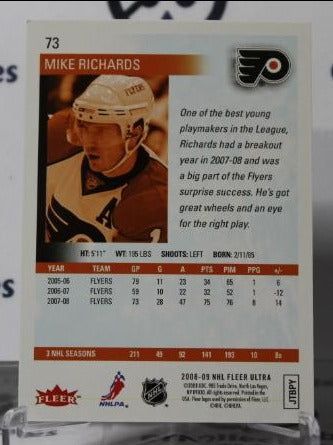 73
MIKE RICHARDS
One of the best young
playmakers in the League,
Richards had a breakout
year in 2007-08 and was
a big part of the Flyers
surprise success. He's got
great wheels and an eye
for the right play.
HT: 5'11" WT: 195 LBS SHOOTS: LEFT BORN: 2/11/85
YEAR TEAM GP G A PTS PIM PPG +/-
2005-06 FLYERS 79 11 23 34 65 1 6
2006-07 FLYERS 59 10 22 32 52 1 -12
2007-08 FLYERS 73 28 47 75 76 8 14
3 NHL SEASONS 211 49 92 141 193 10 8
FLEER
NHLPA
NHL
2008-09 NHL FLEER ULTRA
JTBPY